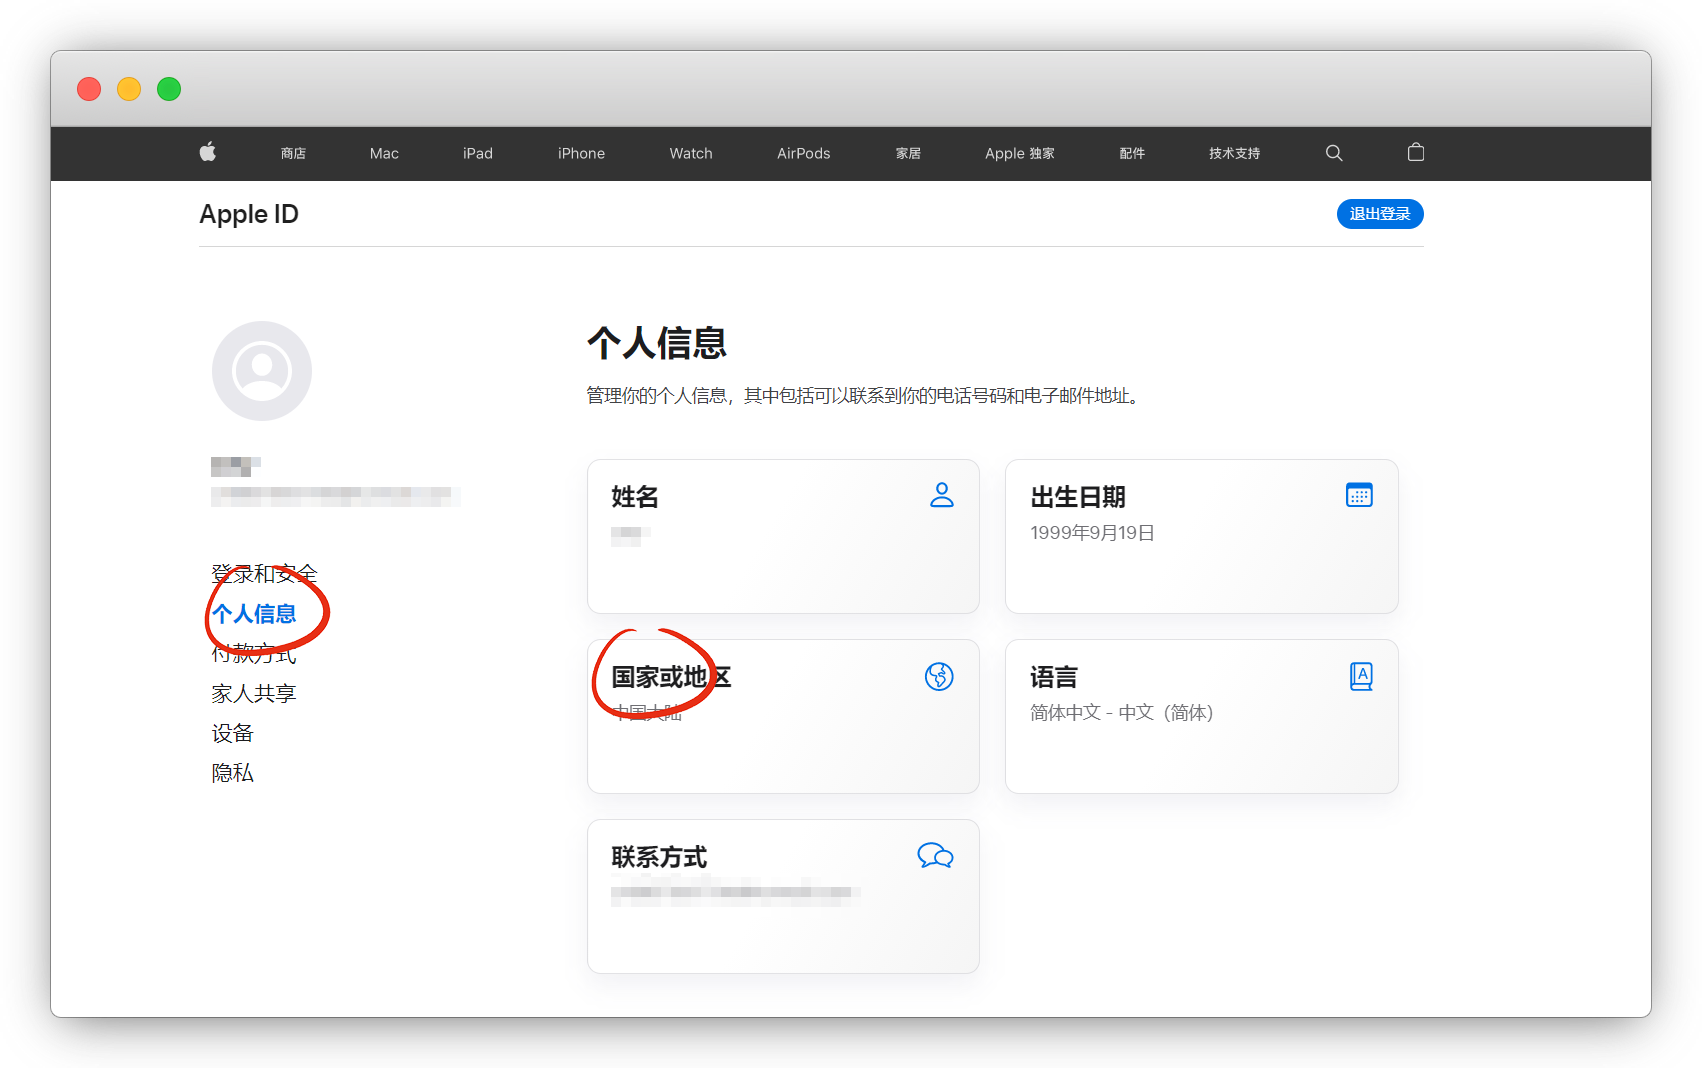 商店 Mac iPad iPhone Watch AirPods 家居 Apple 独家 配件 技术支持
Apple ID
退出登录
登录和安全
个人信息
付款方式
家人共享
设备
隐私
个人信息
管理你的个人信息，其中包括可以联系到你的电话号码和电子邮件地址。
姓名
出生日期
1999年9月19日
国家或地区
中国大陆
语言
简体中文 - 中文（简体）
联系方式
A